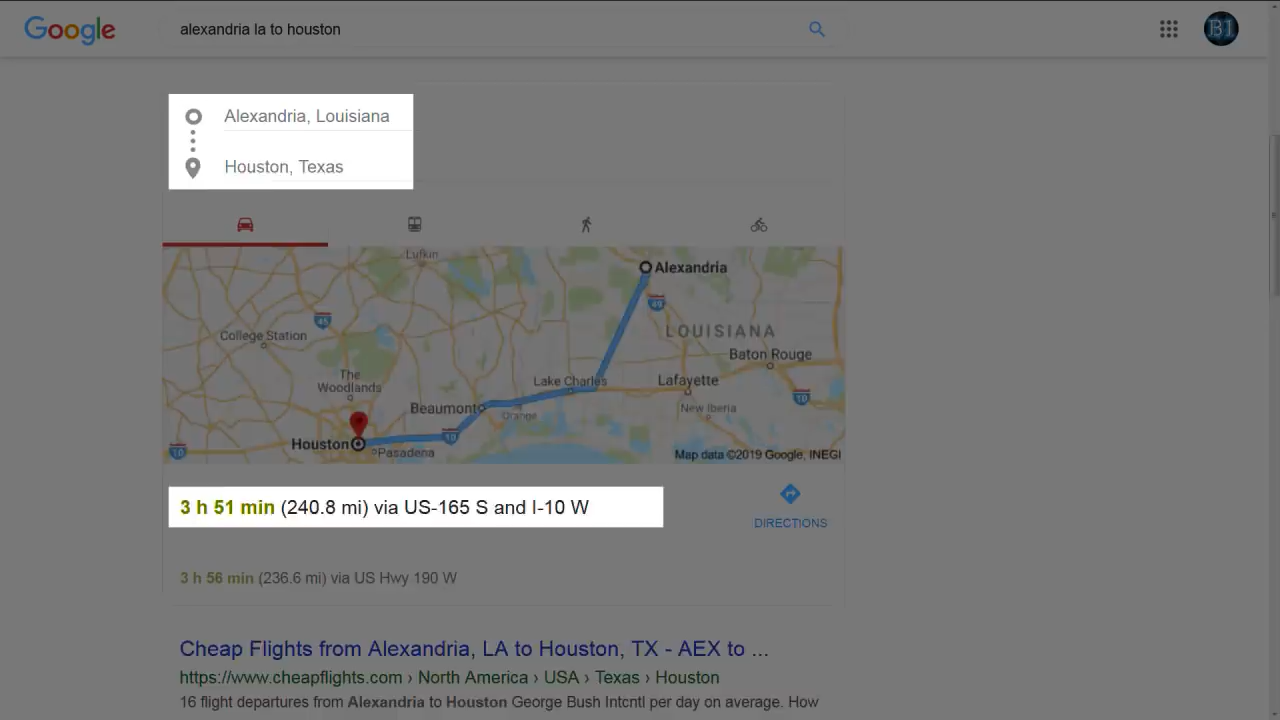 Google
alexandria la to houston
B1
Alexandria, Louisiana
Houston, Texas
Lufkin
Alexandria
49
45
LOUISIANA
College Station
Baton Rouge
The
Woodlands
Lake Charles
Lafayette
10
Beaumont
Orange
New Iberia
Houston
10
Pasadena
10
Map data ©2019 Google, INEGI
3 h 51 min (240.8 mi) via US-165 S and I-10 W
DIRECTIONS
3 h 56 min (236.6 mi) via US Hwy 190 W
Cheap Flights from Alexandria, LA to Houston, TX - AEX to ...
https://www.cheapflights.com › North America › USA › Texas › Houston
16 flight departures from Alexandria to Houston George Bush Intcntl per day on average. How